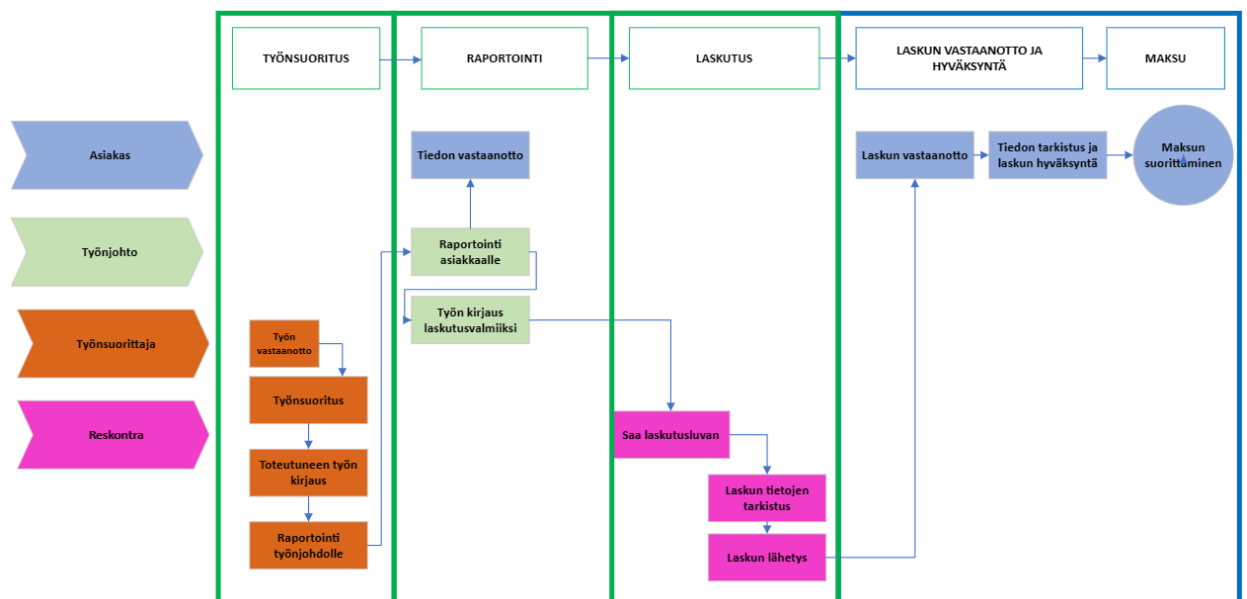 TYÖNSUORITUS
RAPORTOINTI
LASKUTUS
LASKUN VASTAANOTTO JA
HYVÄKSYNTÄ
MAKSU
Asiakas
Tiedon vastaanotto
Laskun vastaanotto
Tiedon tarkistus ja
laskun hyväksyntä
Maksun
suorittaminen
Työnjohto
Raportointi
asiakkaalle
Työn kirjaus
laskutusvalmiiksi
Työnsuorittaja
Työn
vastaanotto
Työnsuoritus
Reskontra
Saa laskutusluvan
Toteutuneen työn
kirjaus
Laskun tietojen
tarkistus
Raportointi
työnjohdolle
Laskun lähetys